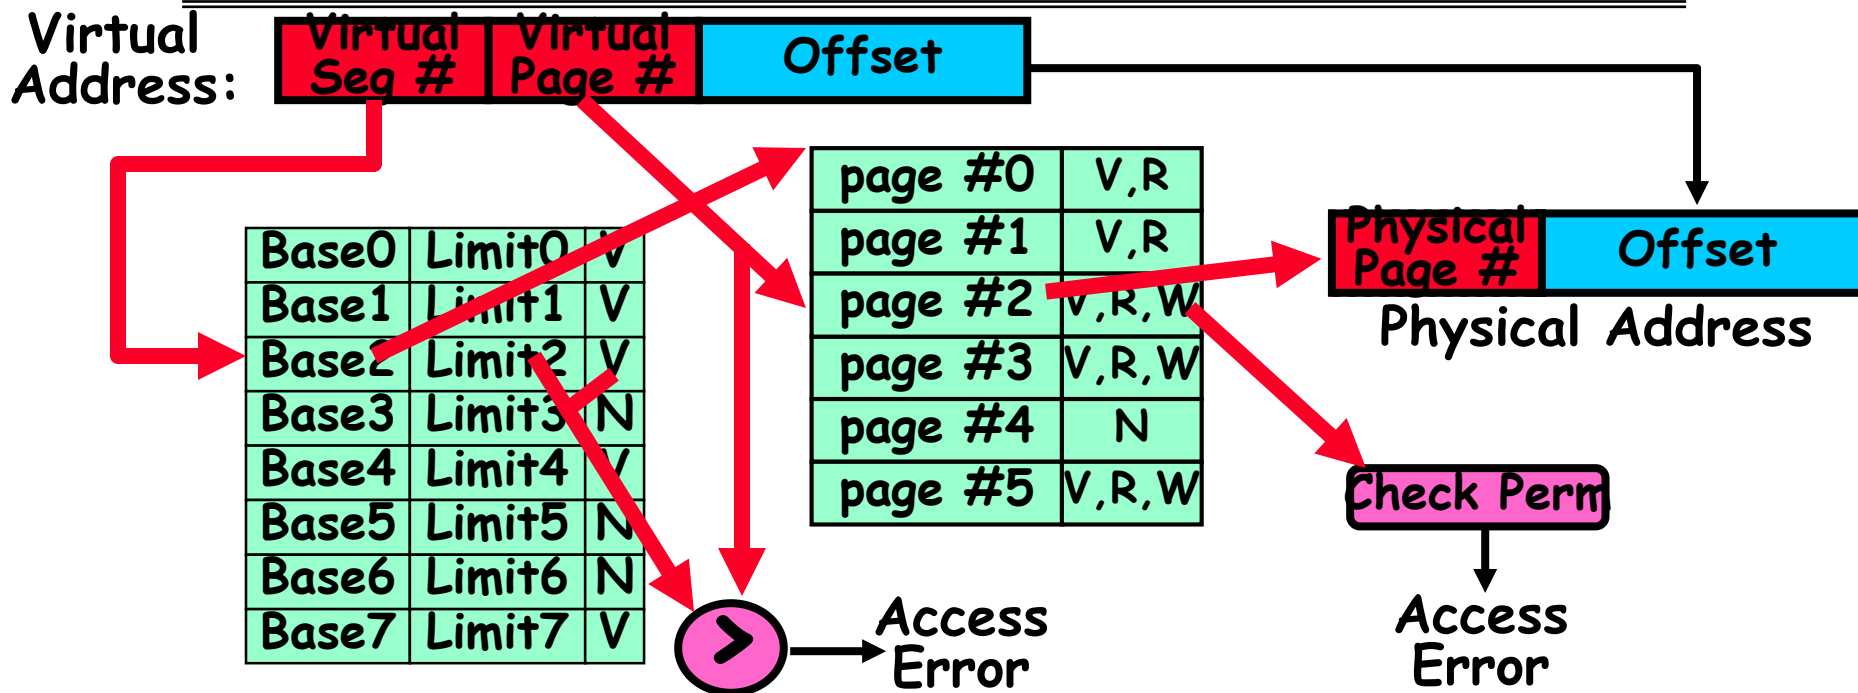 Virtual
Address:
Virtual
Seg #
Virtual
Page #
Offset
page #0 V,R
page #1 V,R
page #2 V,R,W
page #3 V,R,W
page #4 N
page #5 V,R,W
Base0 Limit0 V
Base1 Limit1 V
Base2 Limit2 V
Base3 Limit3 N
Base4 Limit4 V
Base5 Limit5 N
Base6 Limit6 N
Base7 Limit7 V
Physical
Page #
Offset
Physical Address
Check Perm
>
Access
Error
Access
Error